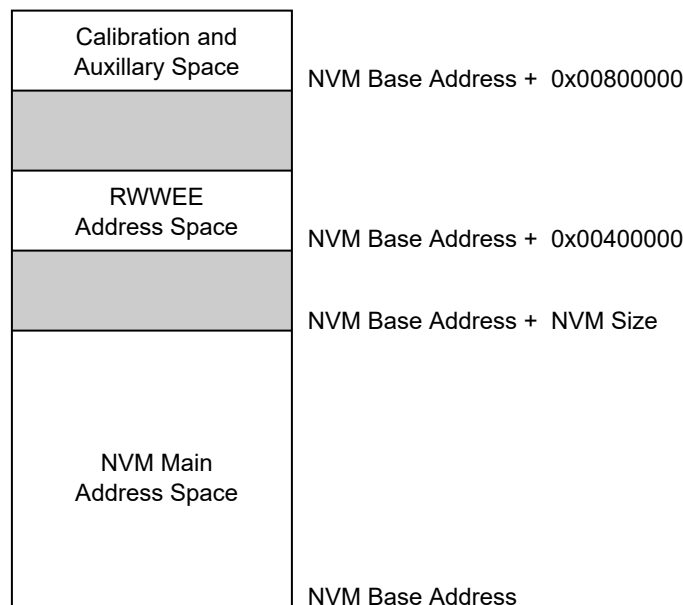 Calibration and
Auxillary Space
NVM Base Address + 0x00800000
RWWEE
Address Space
NVM Base Address + 0x00400000
NVM Base Address + NVM Size
NVM Main
Address Space
NVM Base Address